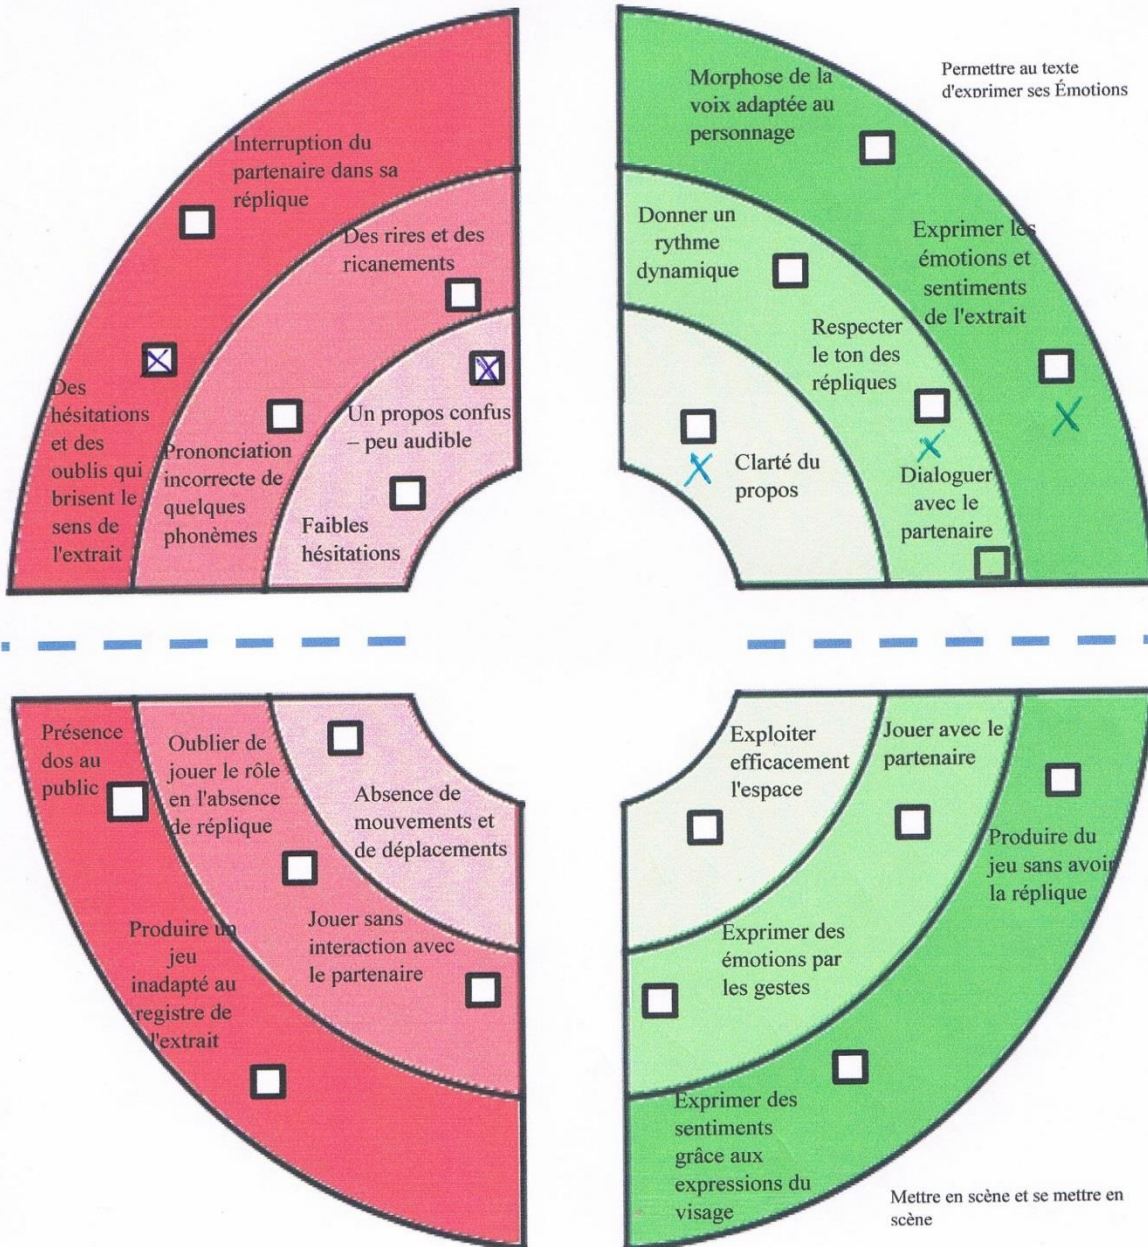 Permettre au texte
d'exprimer ses Émotions
Interruption du
partenaire dans sa
réplique
Des rires et des
ricanements
Des
hésitations
et des
oublis qui
brisent le
sens de
l'extrait
Prononciation
incorrecte de
quelques
phonèmes
Un propos confus
– peu audible
Faibles
hésitations
Morphose de la
voix adaptée au
personnage
Donner un
rythme
dynamique
Exprimer les
émotions et
sentiments
de l'extrait
Respecter
le ton des
répliques
Clarté du
propos
Dialoguer
avec le
partenaire
Présence
dos au
public
Oublier de
jouer le rôle
en l'absence
de réplique
Absence de
mouvements et
de déplacements
Produire un
jeu
inadapté au
registre de
l'extrait
Jouer sans
interaction avec
le partenaire
Exploiter
efficacement
l'espace
Jouer avec le
partenaire
Produire du
jeu sans avoir
la réplique
Exprimer des
émotions par
les gestes
Exprimer des
sentiments
grâce aux
expressions du
visage
Mettre en scène et se mettre en
scène